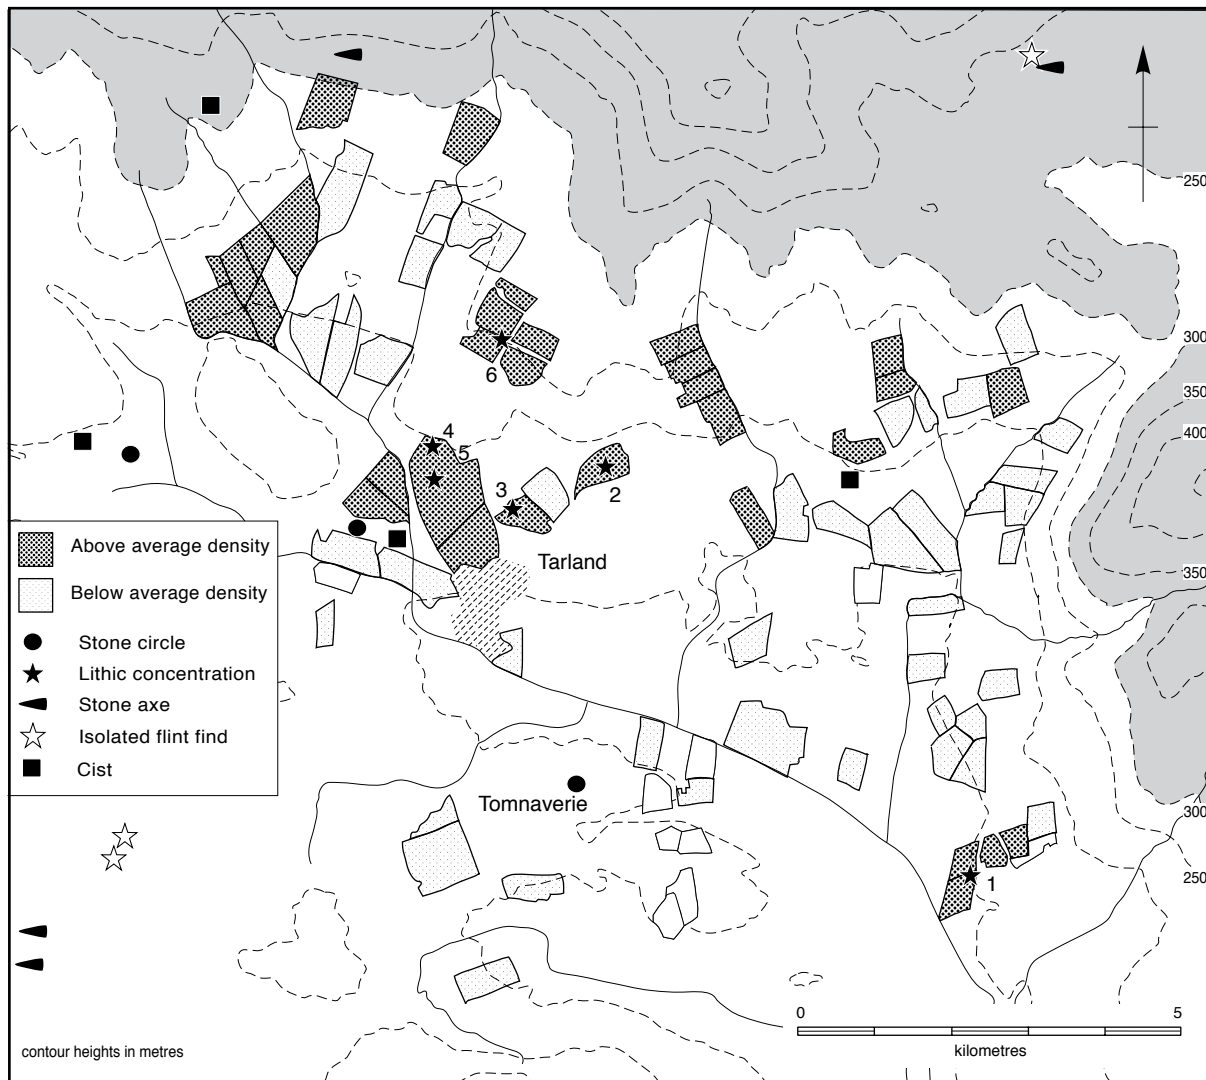 250
300
350
400
6
4
5
3
2
Tarland
Above average density
Below average density
Stone circle
Lithic concentration
Stone axe
Isolated flint find
Cist
350
Tomnaverie
300
250
1
0 5
kilometres
contour heights in metres